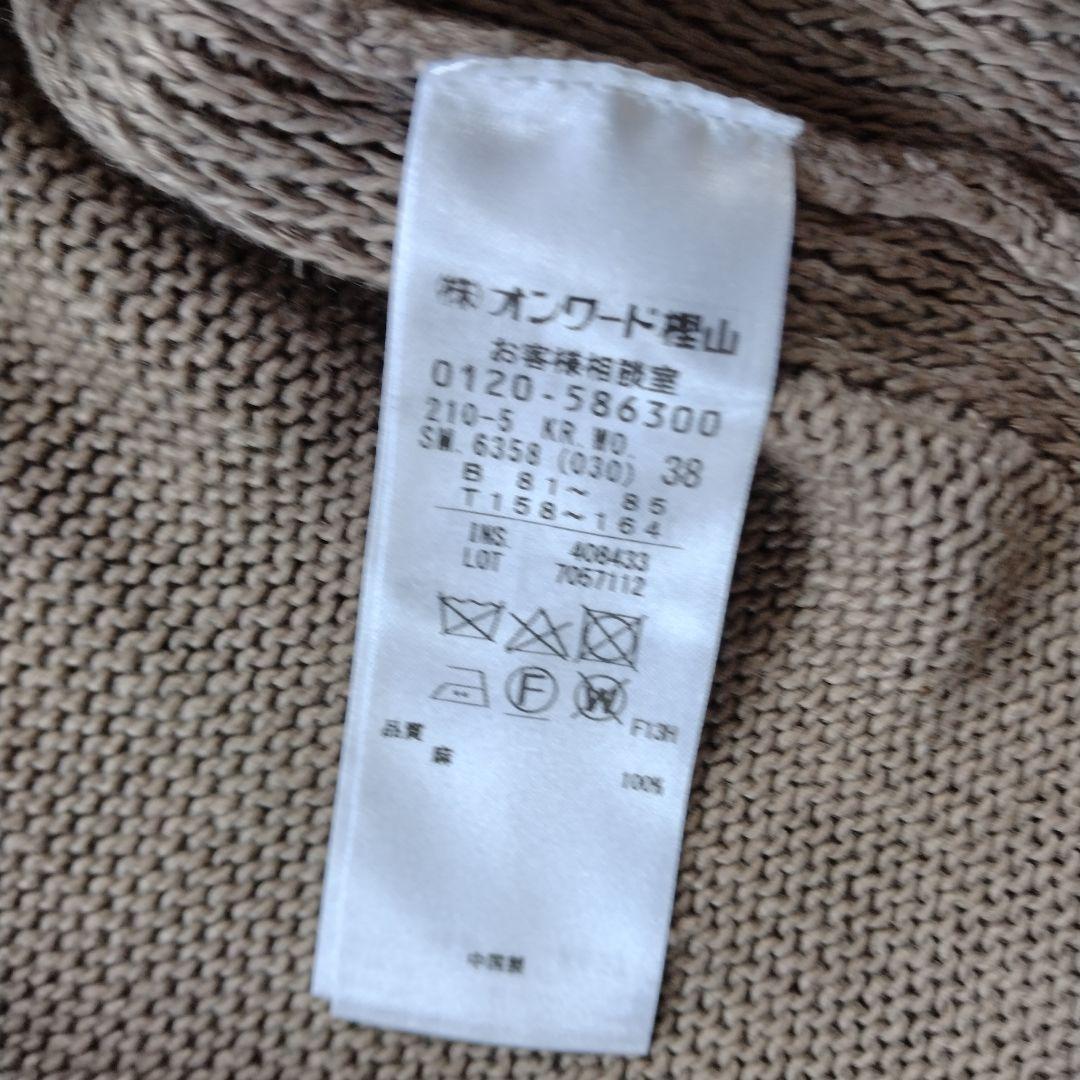 (株)オンワード樫山
お客様相談室
0120-586300
210-5 KR.WO.
SW.6358 (030) 38
B 81~ 85
T158~164
INS. 408433
LOT 7057112
F
W
F13H
品質
麻 100%
中国製